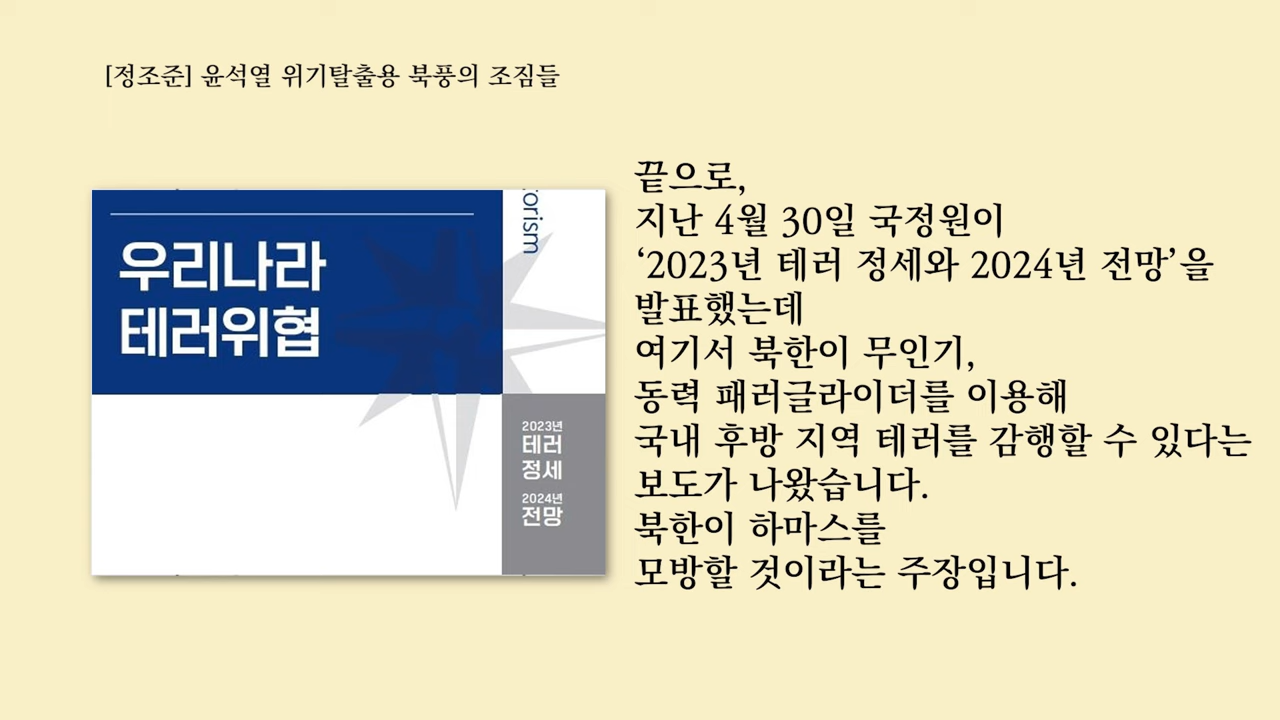 [정조준] 윤석열 위기탈출용 북풍의 조짐들
우리나라
테러위협
torism
2023년
테러
정세
2024년
전망
끝으로,
지난 4월 30일 국정원이
‘2023년 테러 정세와 2024년 전망’을
발표했는데
여기서 북한이 무인기,
동력 패러글라이더를 이용해
국내 후방 지역 테러를 감행할 수 있다는
보도가 나왔습니다.
북한이 하마스를
모방할 것이라는 주장입니다.